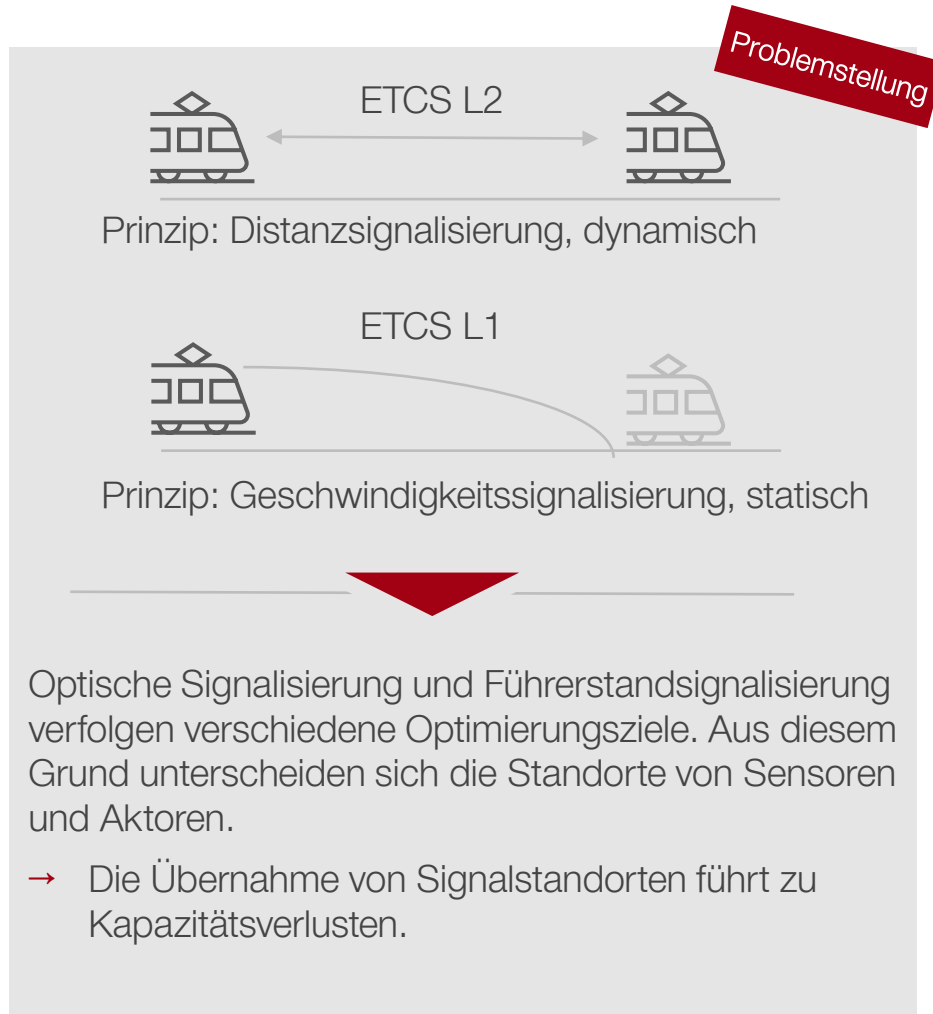 Problemstellung
ETCS L2
Prinzip: Distanzsignalisierung, dynamisch
ETCS L1
Prinzip: Geschwindigkeitssignalisierung, statisch
Optische Signalisierung und Führerstandsignalisierung
verfolgen verschiedene Optimierungsziele. Aus diesem
Grund unterscheiden sich die Standorte von Sensoren
und Aktoren.
→ Die Übernahme von Signalstandorten führt zu
Kapazitätsverlusten.